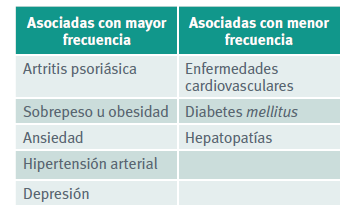 Asociadas con mayor
frecuencia
Asociadas con menor
frecuencia
Artritis psoriásica
Enfermedades
cardiovasculares
Sobrepeso u obesidad
Diabetes mellitus
Ansiedad
Hepatopatías
Hipertensión arterial
Depresión